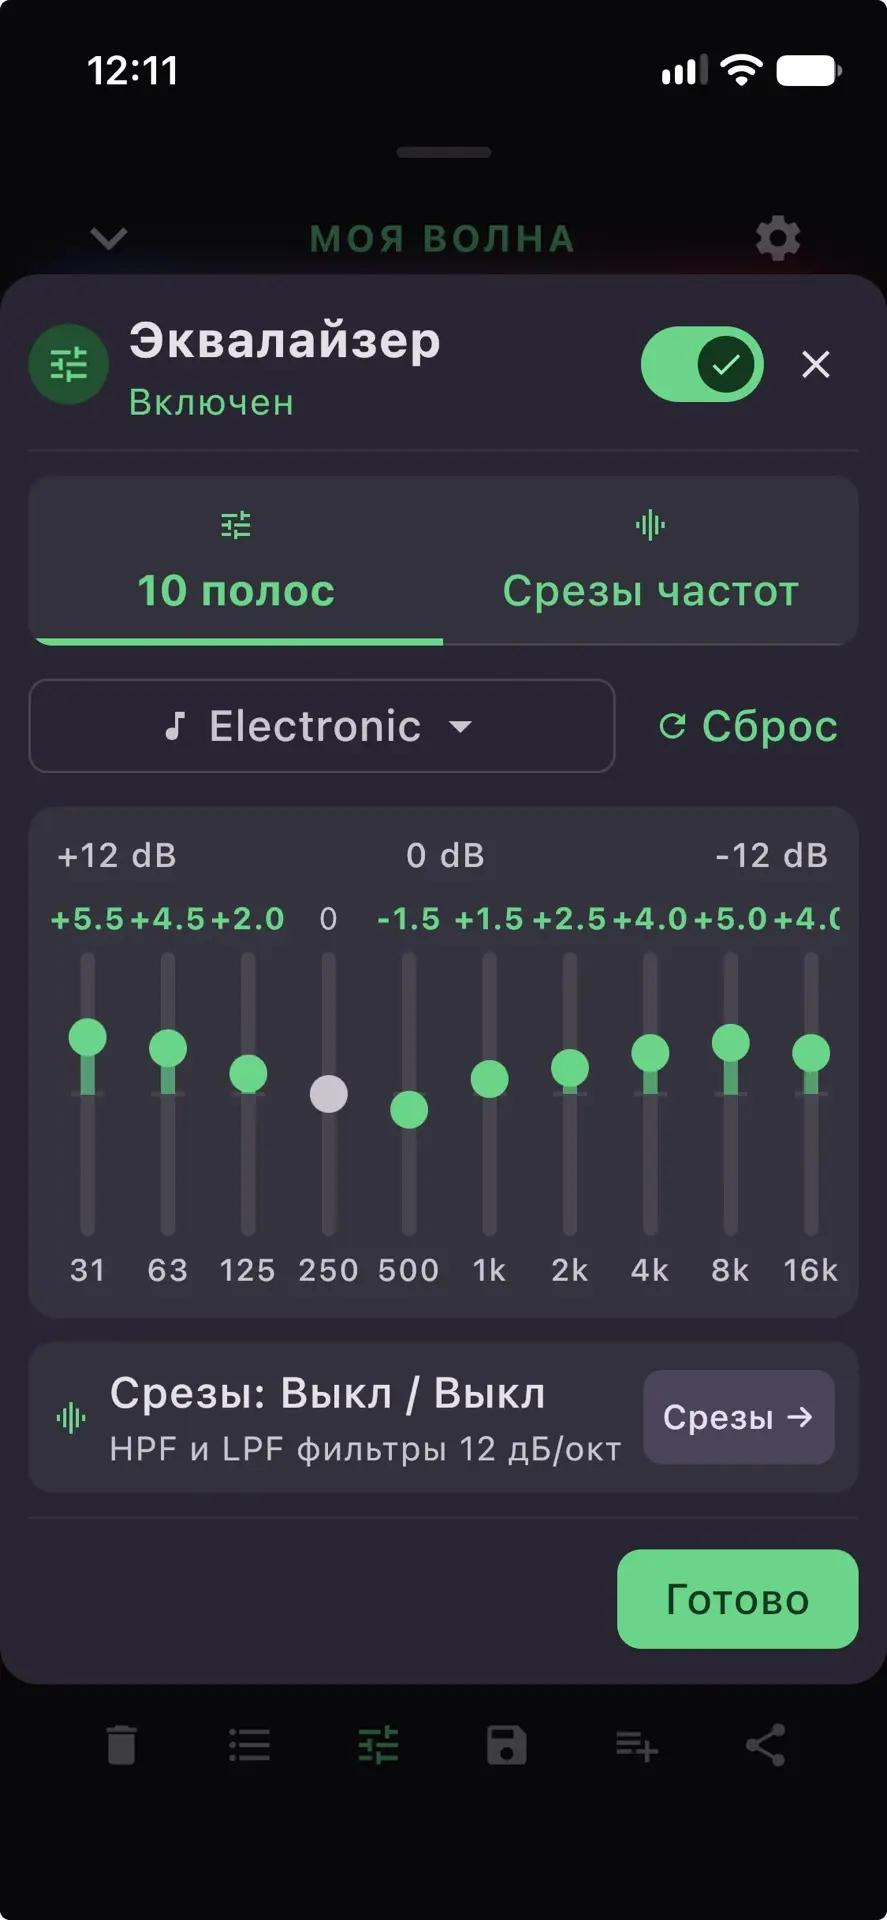 12:11
МОЯ ВОЛНА
Эквалайзер
Включен
10 полос
Срезы частот
Electronic
Сброс
+12 dB 0 dB -12 dB
+5.5 +4.5 +2.0 0 -1.5 +1.5 +2.5 +4.0 +5.0 +4.0
31 63 125 250 500 1k 2k 4k 8k 16k
Срезы: Выкл / Выкл
HPF и LPF фильтры 12 дБ/окт
Срезы →
Готово